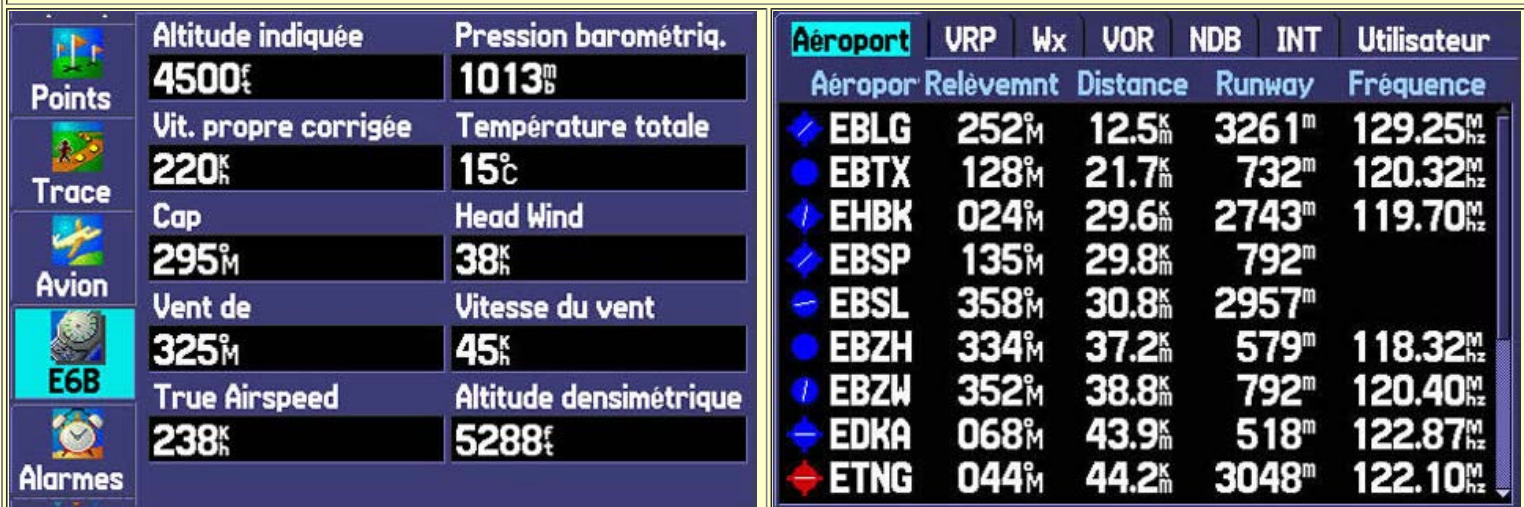 Altitude indiquée Pression barométriq.
4500ft 1013mb
Points
Vit. propre corrigée Température totale
220Kh 15°C
Trace
Cap Head Wind
295°M 38Kh
Avion
Vent de Vitesse du vent
325°M 45Kh
E6B
True Airspeed Altitude densimétrique
238Kh 5288ft
Alarmes
Aéroport VRP Wx VOR NDB INT Utilisateur
Aéropor Relèvemnt Distance Runway Fréquence
EBLG 252°M 12.5Km 3261m 129.25Mhz
EBTX 128°M 21.7Km 732m 120.32Mhz
EHBK 024°M 29.6Km 2743m 119.70Mhz
EBSP 135°M 29.8Km 792m
EBSL 358°M 30.8Km 2957m
EBZH 334°M 37.2Km 579m 118.32Mhz
EBZW 352°M 38.8Km 792m 120.40Mhz
EDKA 068°M 43.9Km 518m 122.87Mhz
ETNG 044°M 44.2Km 3048m 122.10Mhz